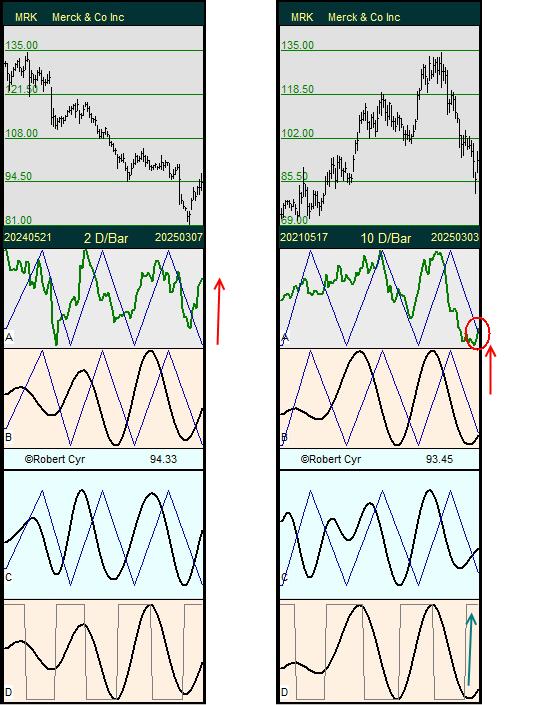 MRK Merck & Co Inc
135.00
121.50
108.00
94.50
81.00
20240521 2 D/Bar 20250307
A
B
©Robert Cyr 94.33
C
D
MRK Merck & Co Inc
135.00
118.50
102.00
85.50
69.00
20210517 10 D/Bar 20250303
A
B
©Robert Cyr 93.45
C
D